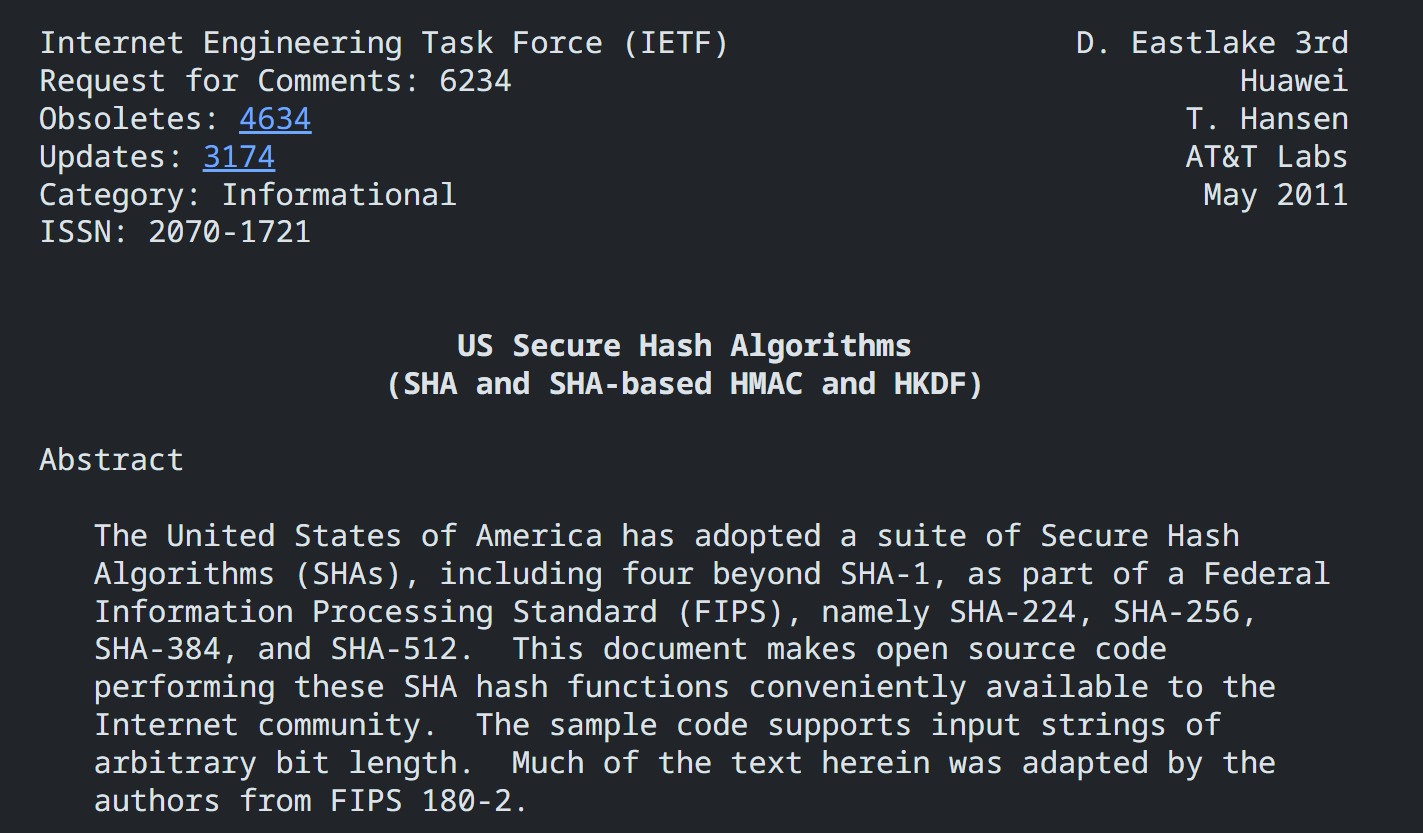 Internet Engineering Task Force (IETF)                   D. Eastlake 3rd
Request for Comments: 6234                                        Huawei
Obsoletes: 4634                                                T. Hansen
Updates: 3174                                                  AT&T Labs
Category: Informational                                         May 2011
ISSN: 2070-1721
US Secure Hash Algorithms
(SHA and SHA-based HMAC and HKDF)
Abstract
The United States of America has adopted a suite of Secure Hash
Algorithms (SHAs), including four beyond SHA-1, as part of a Federal
Information Processing Standard (FIPS), namely SHA-224, SHA-256,
SHA-384, and SHA-512.  This document makes open source code
performing these SHA hash functions conveniently available to the
Internet community.  The sample code supports input strings of
arbitrary bit length.  Much of the text herein was adapted by the
authors from FIPS 180-2.